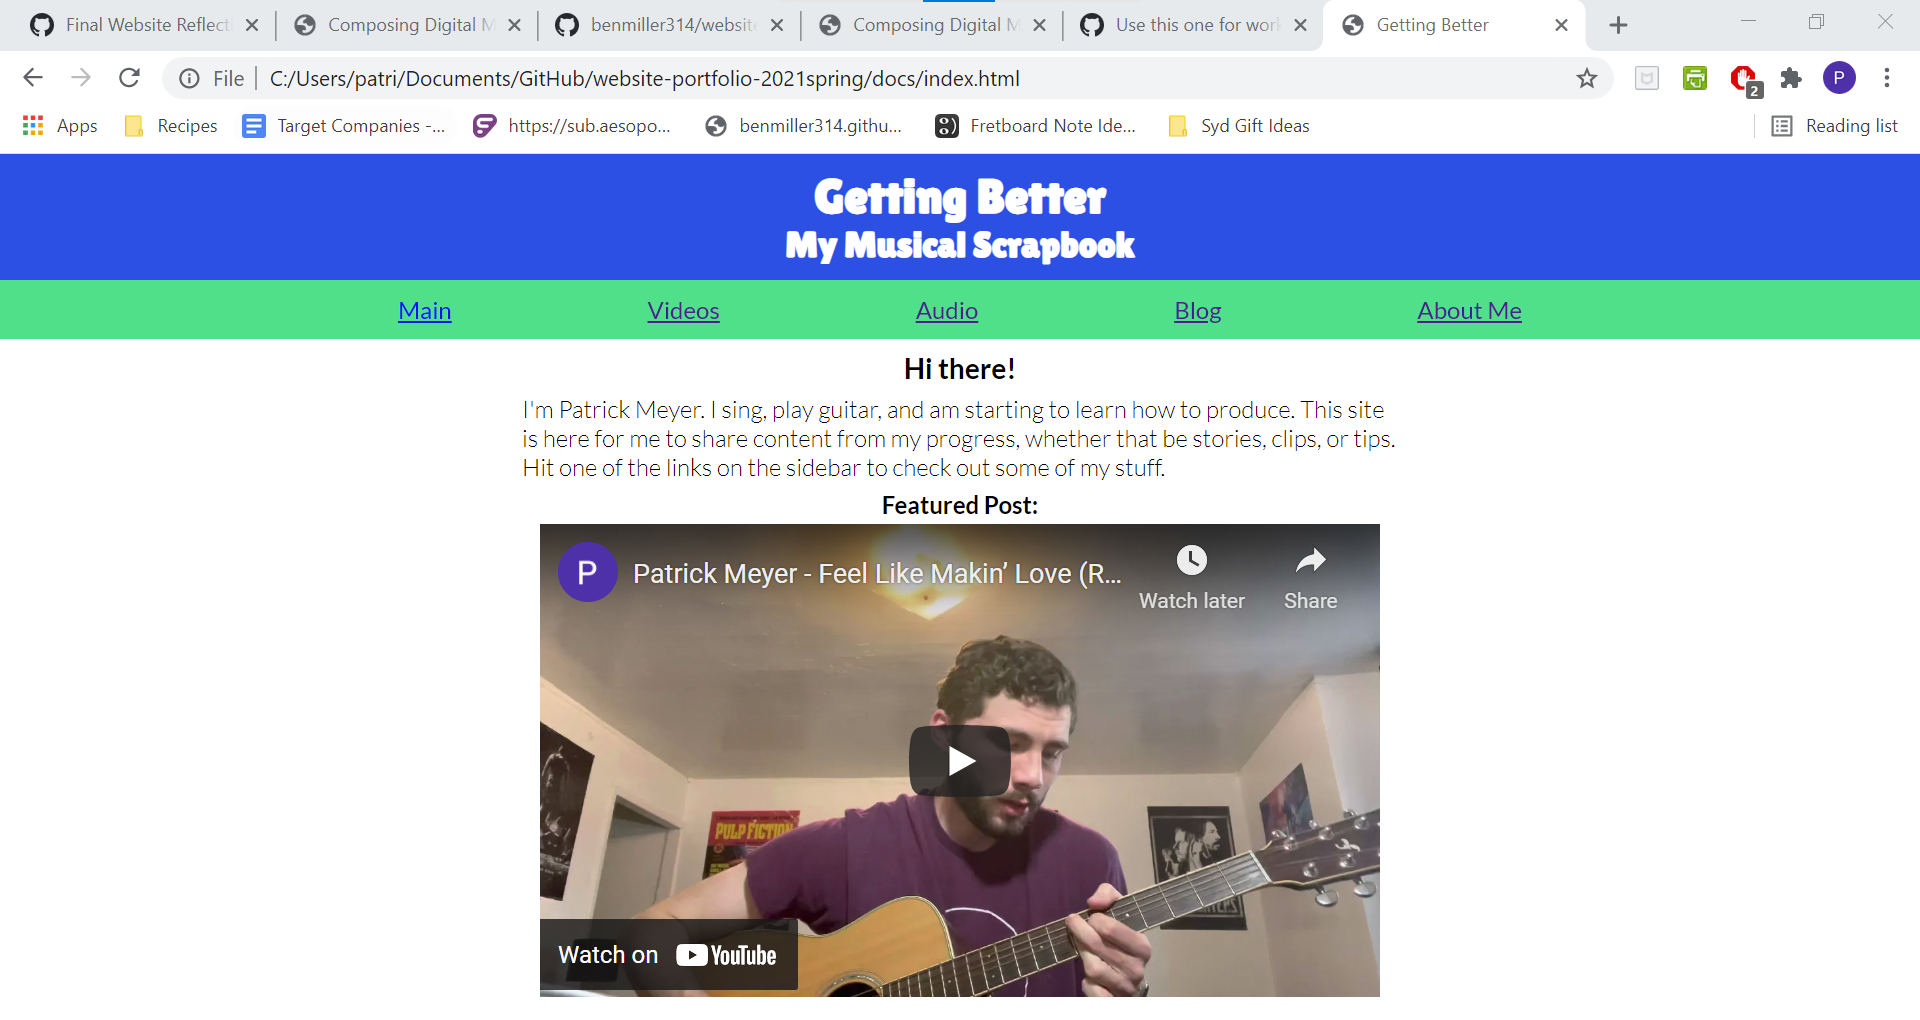 Final Website Reflect
Composing Digital M
benmiller314/website
Composing Digital M
Use this one for work
Getting Better
File
C:/Users/patri/Documents/GitHub/website-portfolio-2021spring/docs/index.html
2
P
Apps
Recipes
Target Companies -...
https://sub.aesopo...
benmiller314.githu...
Fretboard Note Ide...
Syd Gift Ideas
Reading list
Getting Better
My Musical Scrapbook
Main
Videos
Audio
Blog
About Me
Hi there!
I'm Patrick Meyer. I sing, play guitar, and am starting to learn how to produce. This site
is here for me to share content from my progress, whether that be stories, clips, or tips.
Hit one of the links on the sidebar to check out some of my stuff.
Featured Post:
P
Patrick Meyer - Feel Like Makin’ Love (R...
Watch later
Share
PULP FICTION
Watch on YouTube